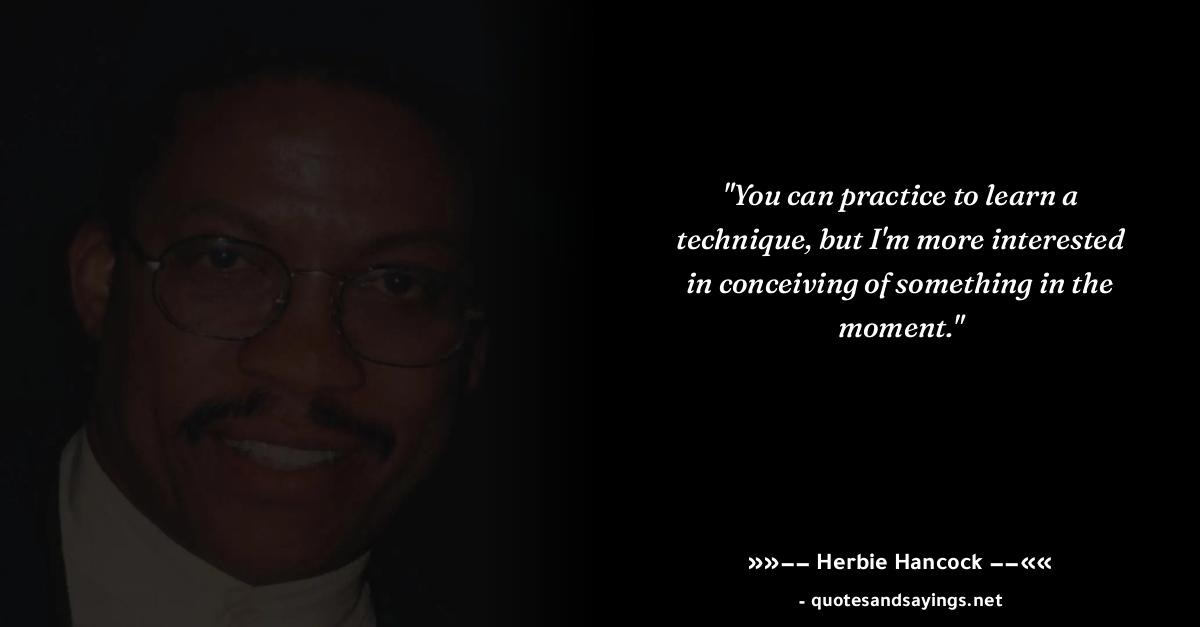 "You can practice to learn a
technique, but I'm more interested
in conceiving of something in the
moment."
»»−− Herbie Hancock −−««
- quotesandsayings.net